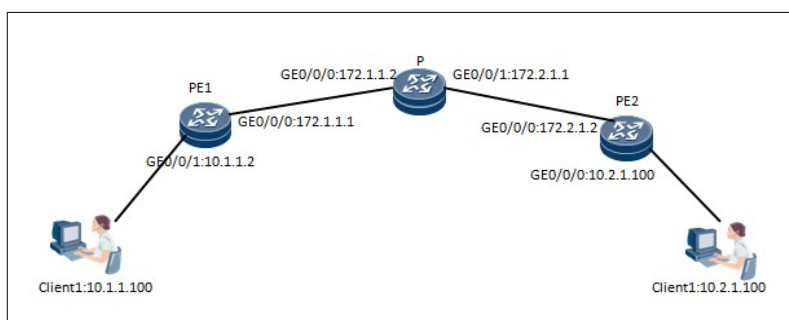 P
GE0/0/0:172.1.1.2
GE0/0/1:172.2.1.1
PE1
GE0/0/0:172.1.1.1
PE2
GE0/0/0:172.2.1.2
GE0/0/1:10.1.1.2
GE0/0/0:10.2.1.100
Client1:10.1.1.100
Client1:10.2.1.100